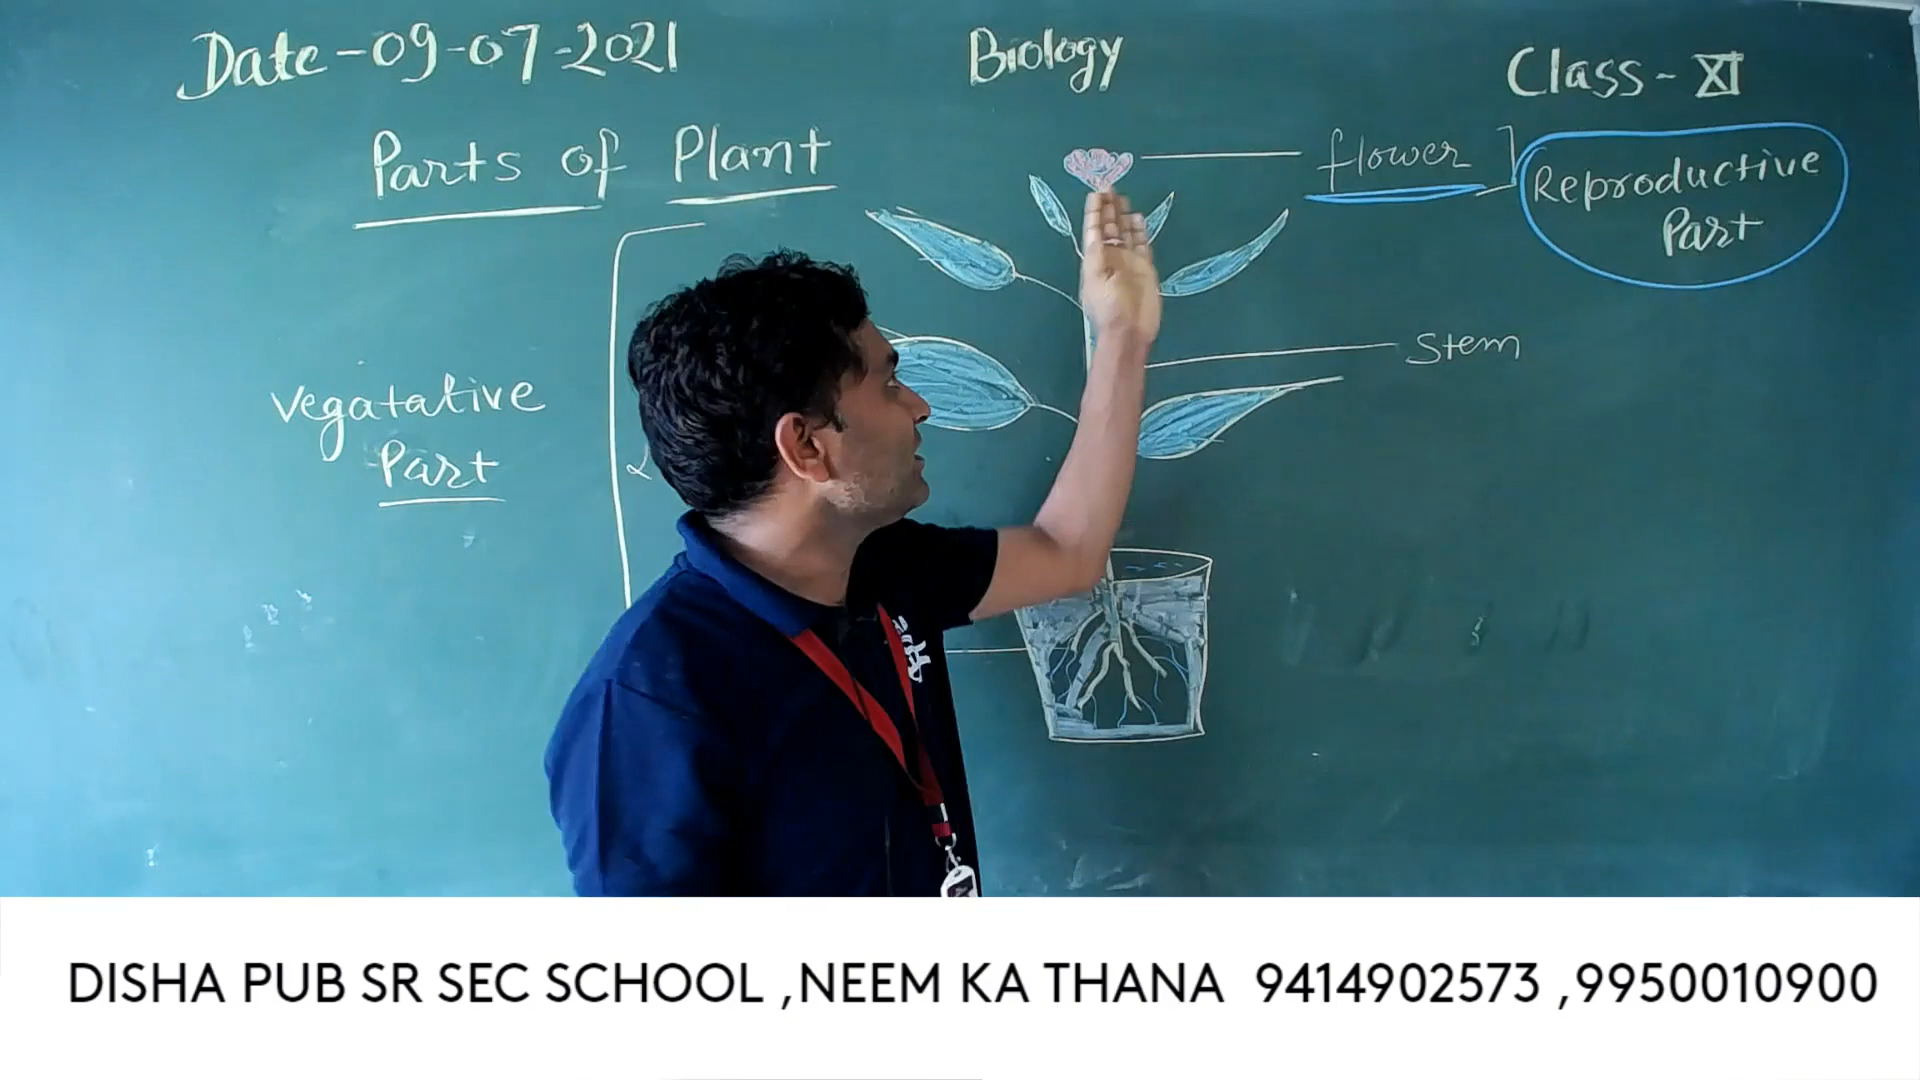 Date-09-07-2021
Biology
Class-XI
Parts of Plant
flower
Reproductive
Part
Stem
Vegatative
Part
DISHA PUB SR SEC SCHOOL ,NEEM KA THANA 9414902573 ,9950010900